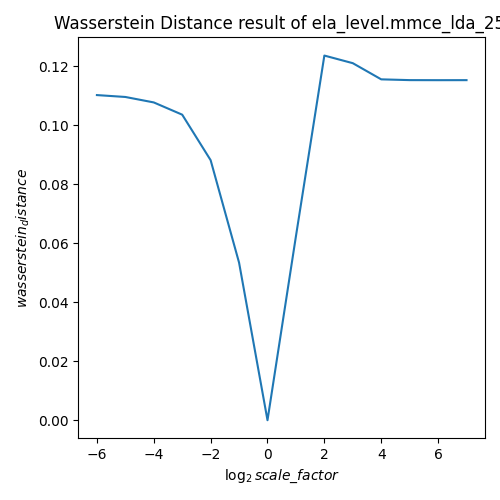 Wasserstein Distance result of ela_level.mmce_lda_25
0.12
0.10
0.08
0.06
0.04
0.02
0.00
wasserstein_distance
−6 −4 −2 0 2 4 6
log₂ scale_factor